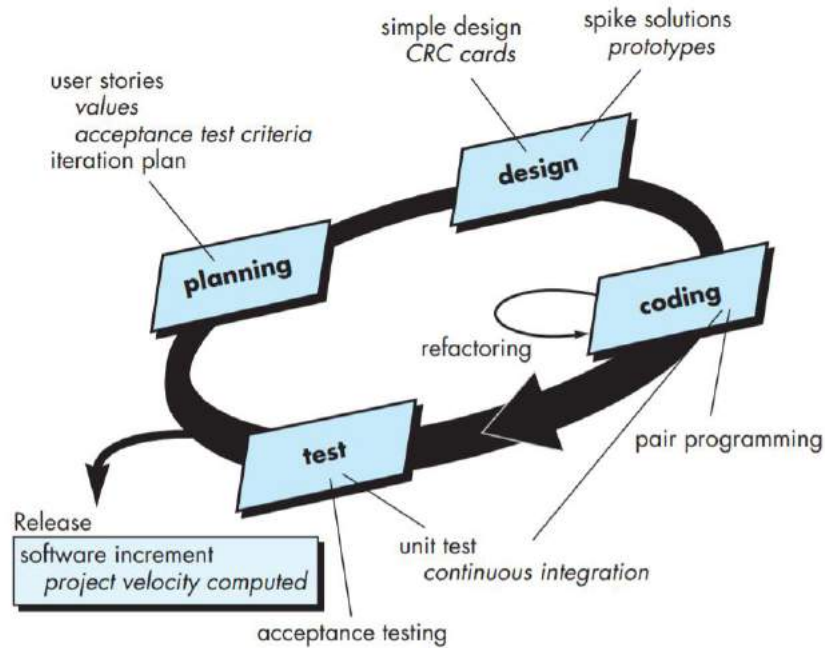 simple design
CRC cards
spike solutions
prototypes
user stories
values
acceptance test criteria
iteration plan
design
planning
coding
refactoring
pair programming
test
Release
software increment
project velocity computed
unit test
continuous integration
acceptance testing